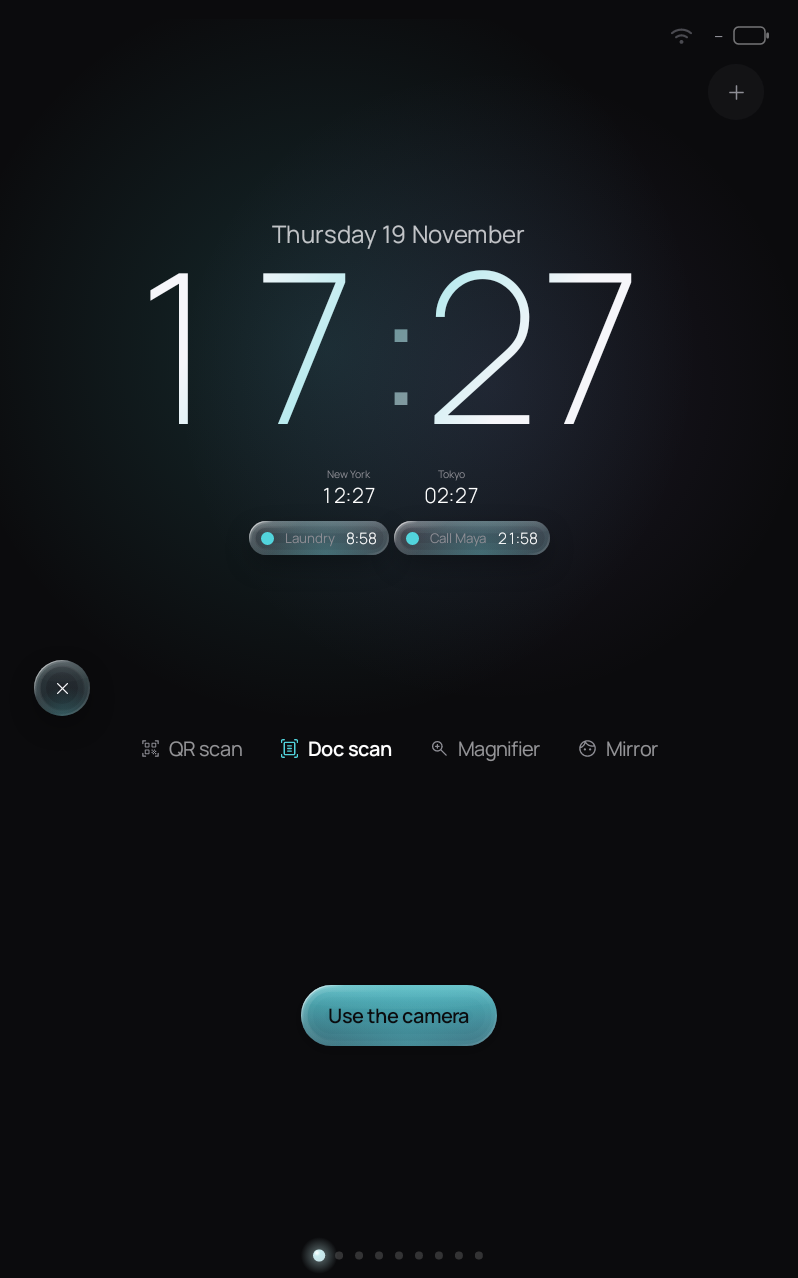 –
Thursday 19 November
17:27
New York Tokyo
12:27 02:27
Laundry 8:58 Call Maya 21:58
QR scan Doc scan Magnifier Mirror
Use the camera